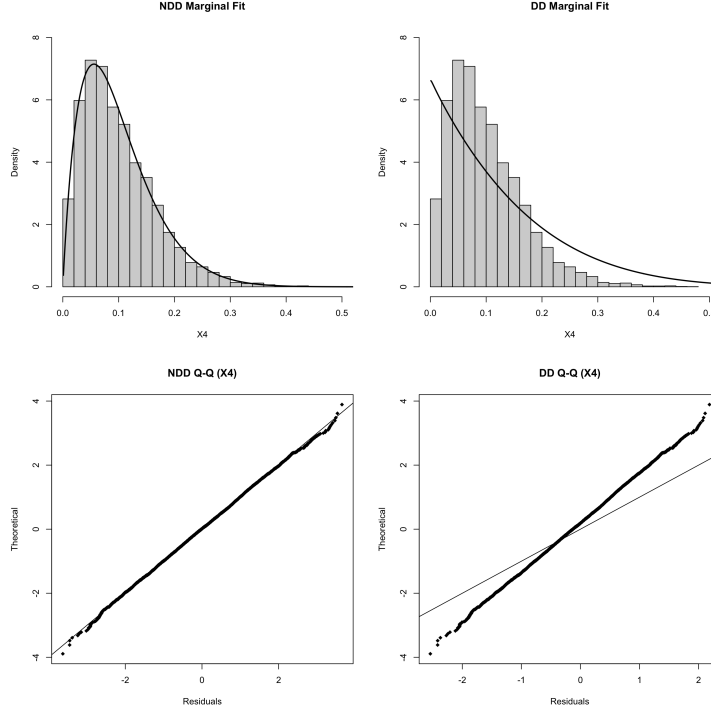 NDD Marginal Fit
Density
8
6
4
2
0
0.0 0.1 0.2 0.3 0.4 0.5
X4
DD Marginal Fit
Density
8
6
4
2
0
0.0 0.1 0.2 0.3 0.4
X4
NDD Q-Q (X4)
Theoretical
4
2
0
-2
-4
-2 0 2
Residuals
DD Q-Q (X4)
Theoretical
4
2
0
-2
-4
-2 -1 0 1 2
Residuals